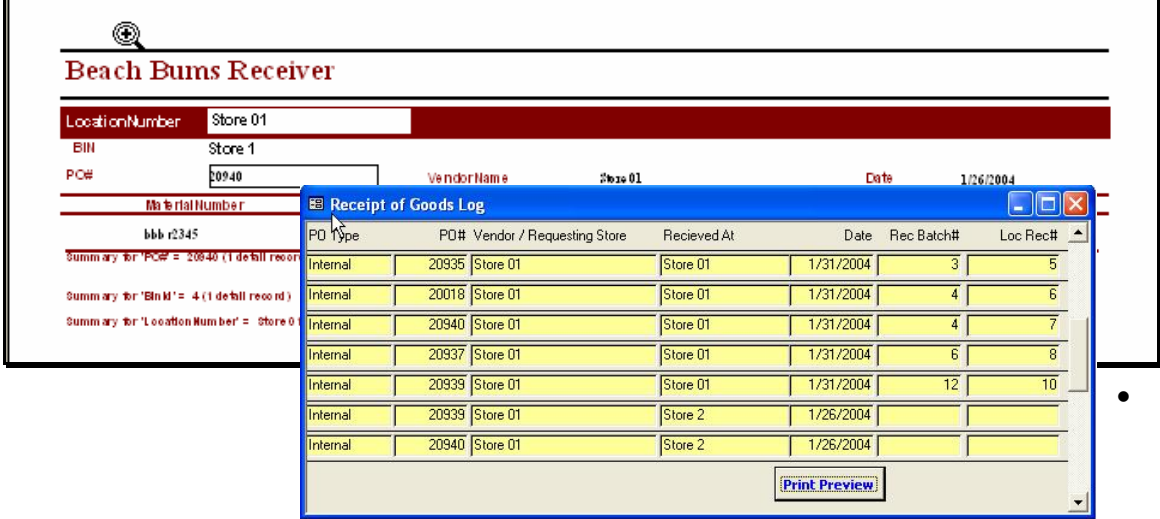 Beach Bums Receiver
LocationNumber Store 01
BIN Store 1
PO# 20940 VendorName Store 01 Date 1/26/2004
MaterialNumber
bbb r2345
Summary for 'PO#' = 20940 (1 detail recor
Summary for 'BinId' = 4 (1 detail record)
Summary for 'LocationNumber' = Store 01
Receipt of Goods Log
PO Type PO# Vendor / Requesting Store Recieved At Date Rec Batch# Loc Rec#
Internal 20935 Store 01 Store 01 1/31/2004 3 5
Internal 20018 Store 01 Store 01 1/31/2004 4 6
Internal 20940 Store 01 Store 01 1/31/2004 4 7
Internal 20937 Store 01 Store 01 1/31/2004 6 8
Internal 20939 Store 01 Store 01 1/31/2004 12 10
Internal 20939 Store 01 Store 2 1/26/2004
Internal 20940 Store 01 Store 2 1/26/2004
Print Preview